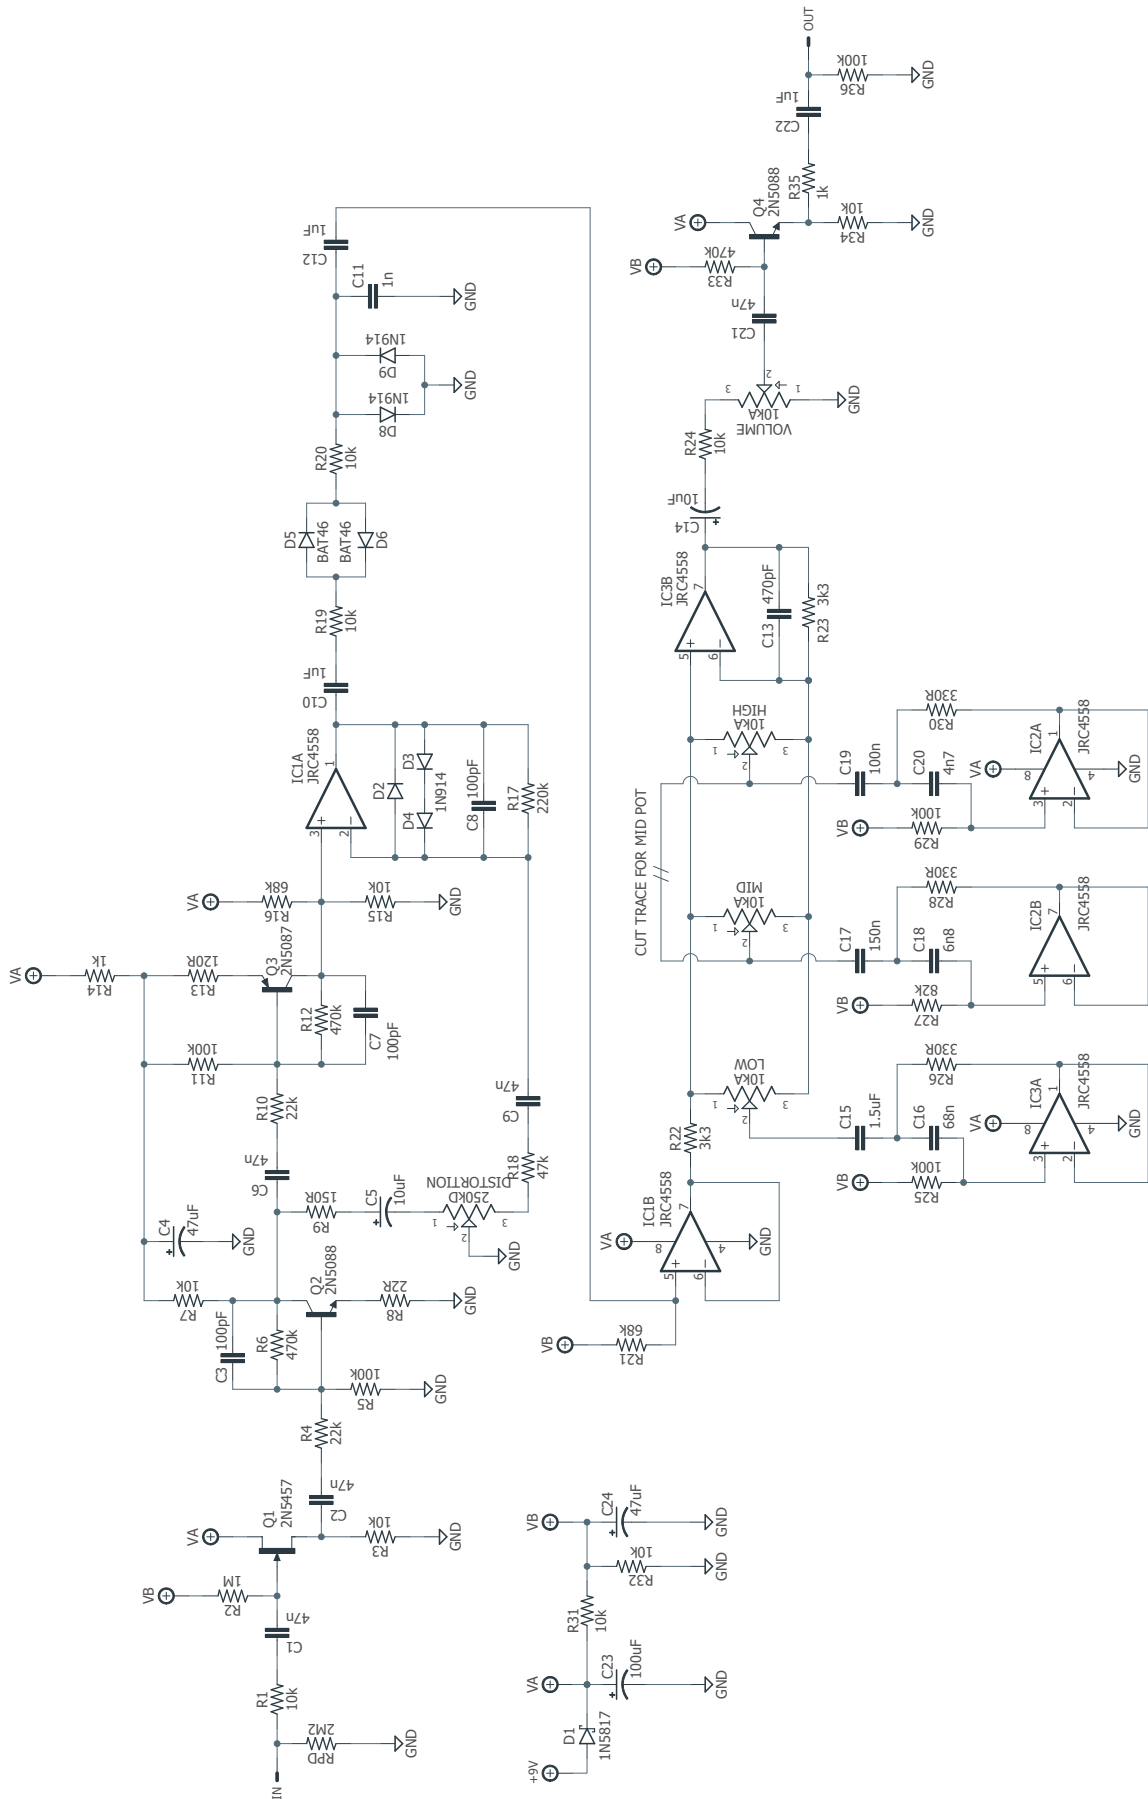 IN
RPD
2M2
GND
R1
10k
C1
47n
VB
R2
1M
VA
Q1
2N5457
R3
10k
GND
C2
47n
R4
22k
R5
100k
GND
C3
100pF
R6
470k
R7
10k
Q2
2N5088
R8
22R
GND
C4
47uF
GND
R9
150R
C5
10uF
DISTORTION
250kD
1
2
3
GND
R18
47k
C9
47n
C6
47n
R10
22k
R11
100k
R12
470k
C7
100pF
VA
R14
1k
R13
120R
Q3
2N5087
VA
R16
68k
R15
10k
GND
IC1A
JRC4558
3
2
1
+
−
D2
D4
D3
1N914
C8
100pF
R17
220k
C10
1uF
R19
10k
D5
BAT46
BAT46
D6
R20
10k
D8
1N914
D9
1N914
GND
C11
1n
GND
C12
1uF
+9V
D1
1N5817
VA
C23
100uF
GND
R31
10k
R32
10k
GND
VB
C24
47uF
GND
VB
R21
68k
IC1B
JRC4558
VA
8
5
6
7
4
+
−
GND
R22
3k3
LOW
10kA
1
2
3
MID
10kA
1
2
3
HIGH
10kA
1
2
3
CUT TRACE FOR MID POT
IC3B
JRC4558
5
6
7
+
−
C13
470pF
R23
3k3
C14
10uF
R24
10k
VOLUME
10kA
3
2
1
GND
C21
47n
VB
R33
470k
VA
Q4
2N5088
R34
10k
GND
R35
1k
C22
1uF
R36
100k
GND
OUT
VB
R25
100k
C15
1.5uF
C16
68n
R26
330R
VA
IC3A
JRC4558
8
3
2
1
4
+
−
GND
VB
R27
82k
C17
150n
C18
6n8
R28
330R
IC2B
JRC4558
5
6
7
+
−
VB
R29
100k
C19
100n
C20
4n7
R30
330R
VA
IC2A
JRC4558
8
3
2
1
4
+
−
GND